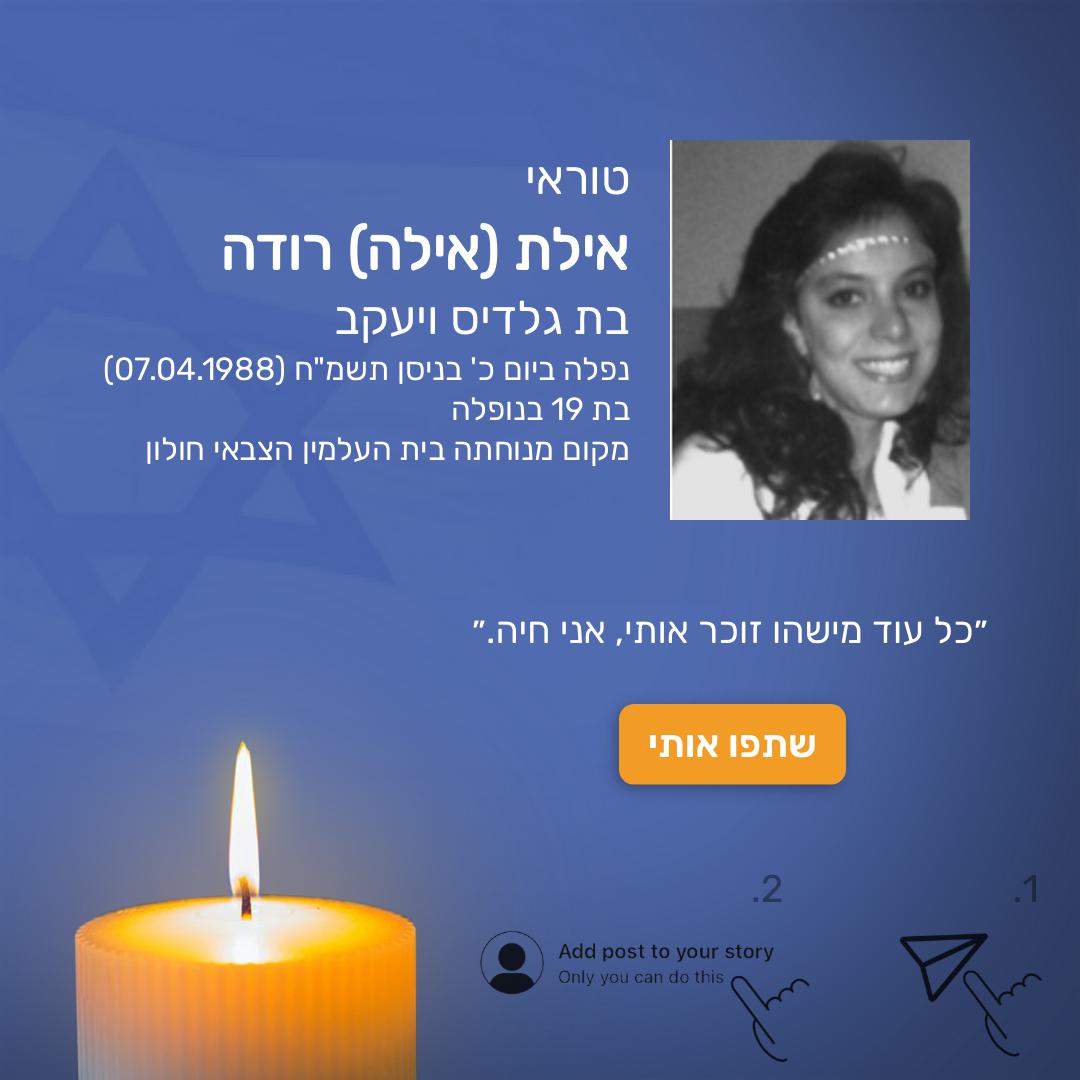 טוראי
אילת (אילה) רודה
בת גלדיס ויעקב
נפלה ביום כ' בניסן תשמ"ח (07.04.1988)
בת 19 בנופלה
מקום מנוחתה בית העלמין הצבאי חולון
״כל עוד מישהו זוכר אותי, אני חיה.״
שתפו אותי
.1
.2
Add post to your story
Only you can do this